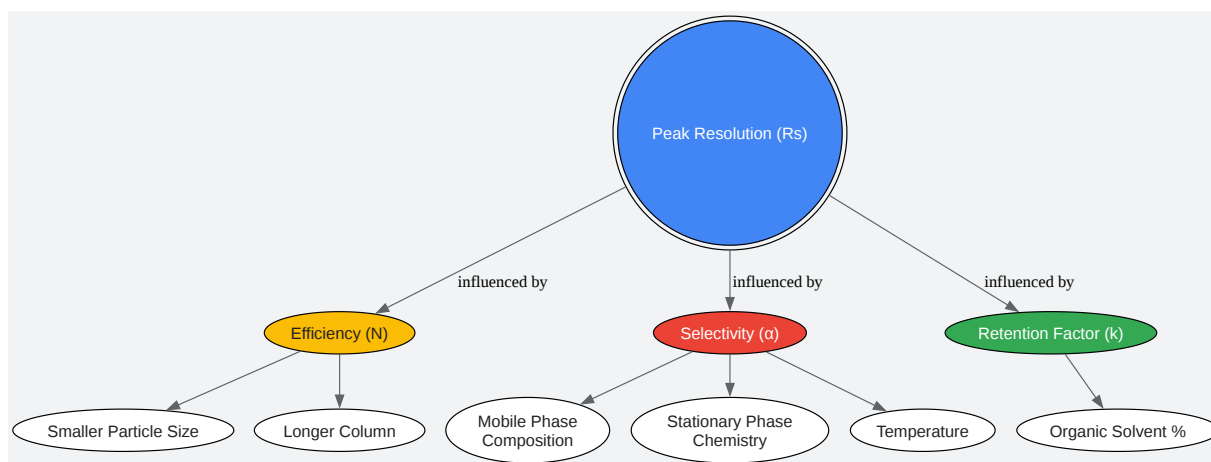 Peak Resolution (Rs)
influenced by
influenced by
influenced by
Efficiency (N)
Selectivity (α)
Retention Factor (k)
Smaller Particle Size
Longer Column
Mobile Phase
Composition
Stationary Phase
Chemistry
Temperature
Organic Solvent %